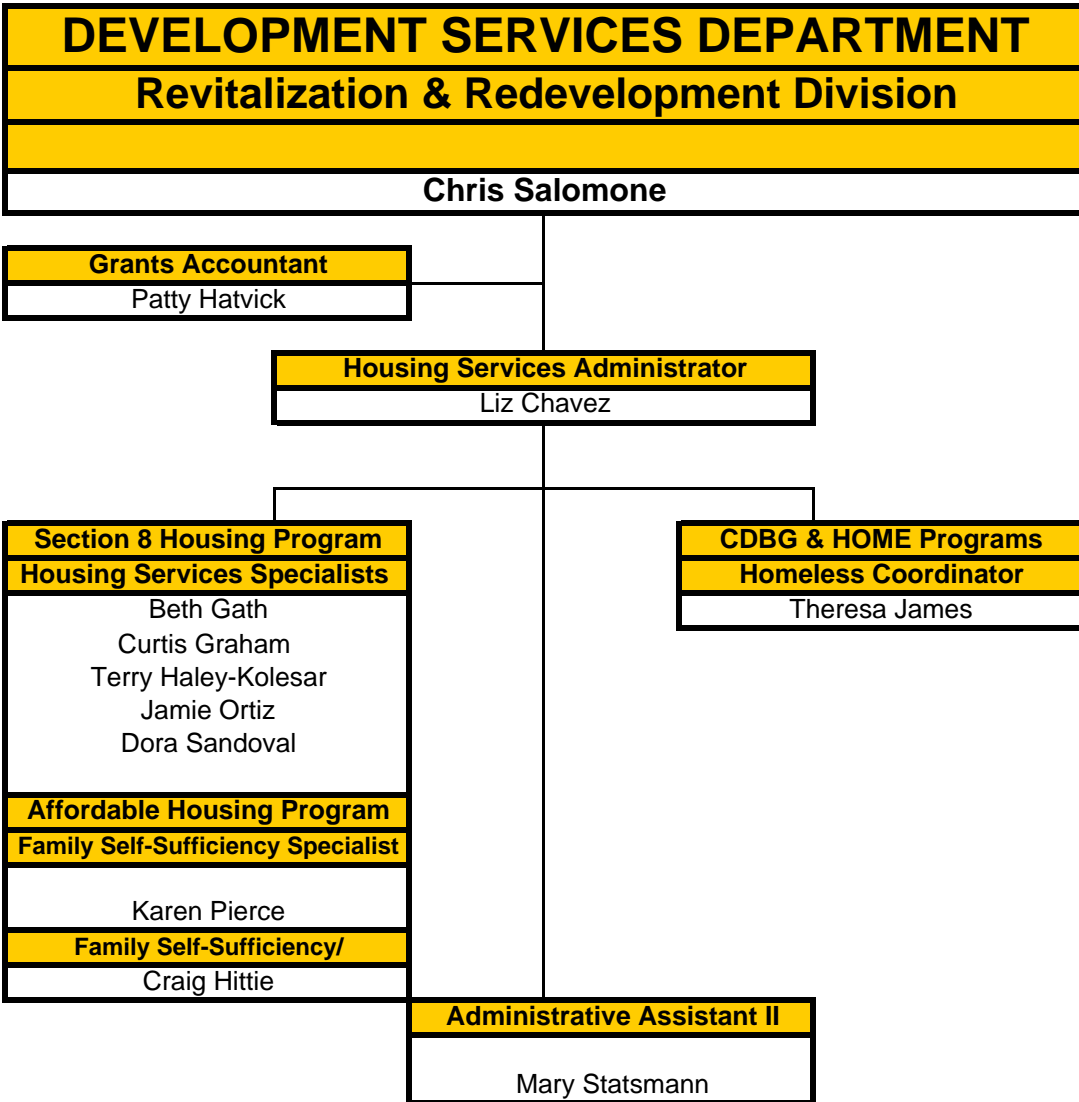 DEVELOPMENT SERVICES DEPARTMENT
Revitalization & Redevelopment Division
Chris Salomone
Grants Accountant
Patty Hatvick
Housing Services Administrator
Liz Chavez
Section 8 Housing Program
Housing Services Specialists
Beth Gath
Curtis Graham
Terry Haley-Kolesar
Jamie Ortiz
Dora Sandoval
Affordable Housing Program
Family Self-Sufficiency Specialist
Karen Pierce
Family Self-Sufficiency/
Craig Hittie
CDBG & HOME Programs
Homeless Coordinator
Theresa James
Administrative Assistant II
Mary Statsmann